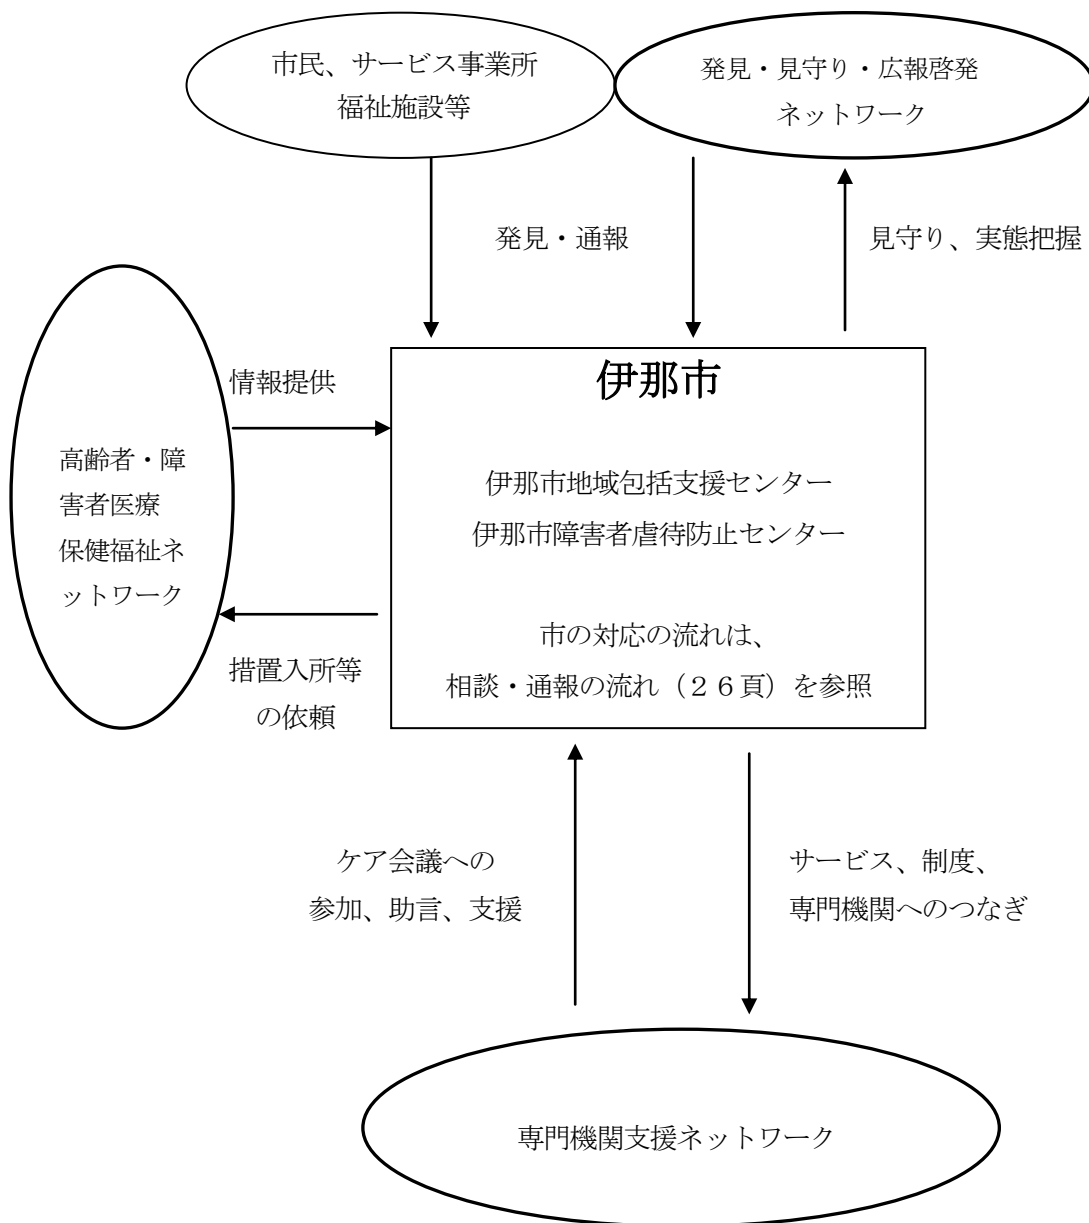 市民、サービス事業所
福祉施設等
発見・見守り・広報啓発
ネットワーク
発見・通報
見守り、実態把握
情報提供
高齢者・障
害者医療
保健福祉ネ
ットワーク
措置入所等
の依頼
伊那市
伊那市地域包括支援センター
伊那市障害者虐待防止センター
市の対応の流れは、
相談・通報の流れ（２６頁）を参照
ケア会議への
参加、助言、支援
サービス、制度、
専門機関へのつなぎ
専門機関支援ネットワーク